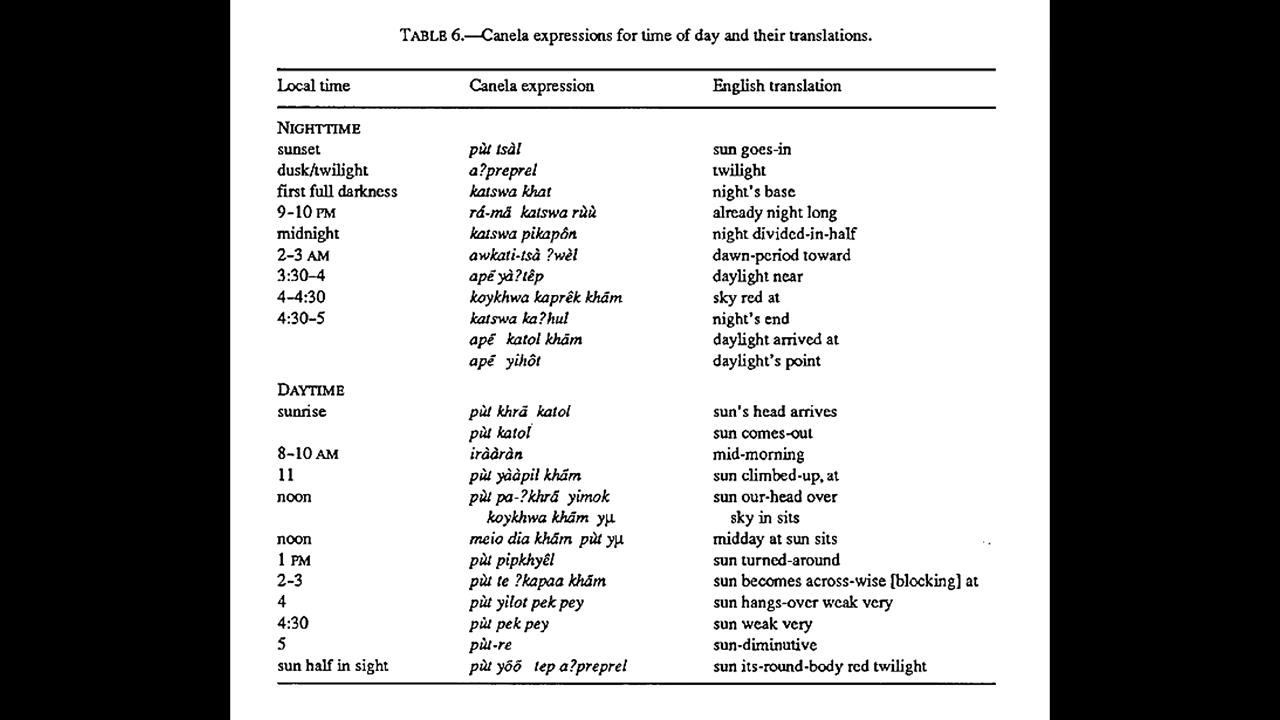 TABLE 6.—Canela expressions for time of day and their translations.
Local time Canela expression English translation
NIGHTTIME
sunset pùt tsàl sun goes-in
dusk/twilight a?preprel twilight
first full darkness katswa khat night's base
9–10 PM rá-mã katswa rùù already night long
midnight katswa pikapôn night divided-in-half
2–3 AM awkati-tsà ?wèl dawn-period toward
3:30–4 apẽ yà?têp daylight near
4–4:30 koykhwa kaprêk khãm sky red at
4:30–5 katswa ka?hul night's end
apẽ katol khãm daylight arrived at
apẽ yihôt daylight's point
DAYTIME
sunrise pùt khrã katol sun's head arrives
pùt katol sun comes-out
8–10 AM iràràn mid-morning
11 pùt yààpil khãm sun climbed-up, at
noon pùt pa-?khrã yimok sun our-head over
koykhwa khãm yµ sky in sits
noon meio dia khãm pùt yµ midday at sun sits
1 PM pùt pipkhyêl sun turned-around
2–3 pùt te ?kapaa khãm sun becomes across-wise [blocking] at
4 pùt yilot pek pey sun hangs-over weak very
4:30 pùt pek pey sun weak very
5 pùt-re sun-diminutive
sun half in sight pùt yõõ tep a?preprel sun its-round-body red twilight